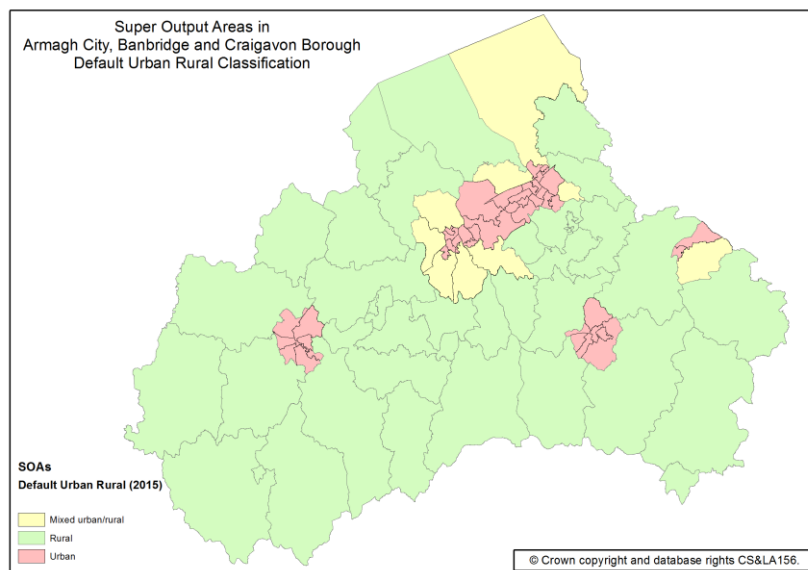 Super Output Areas in
Armagh City, Banbridge and Craigavon Borough
Default Urban Rural Classification
SOAs
Default Urban Rural (2015)
Mixed urban/rural
Rural
Urban
© Crown copyright and database rights CS&LA156.